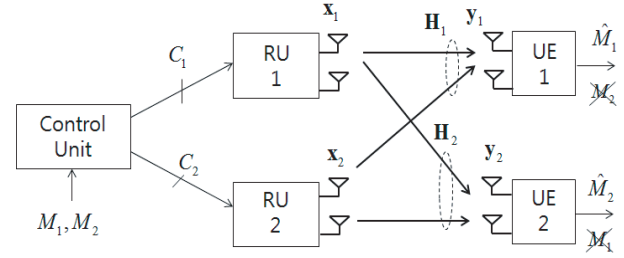 x₁
H₁
y₁
C₁
RU
1
UE
1
M̂₁
M₂
Control
Unit
C₂
x₂
H₂
y₂
M₁, M₂
RU
2
UE
2
M̂₂
M₁